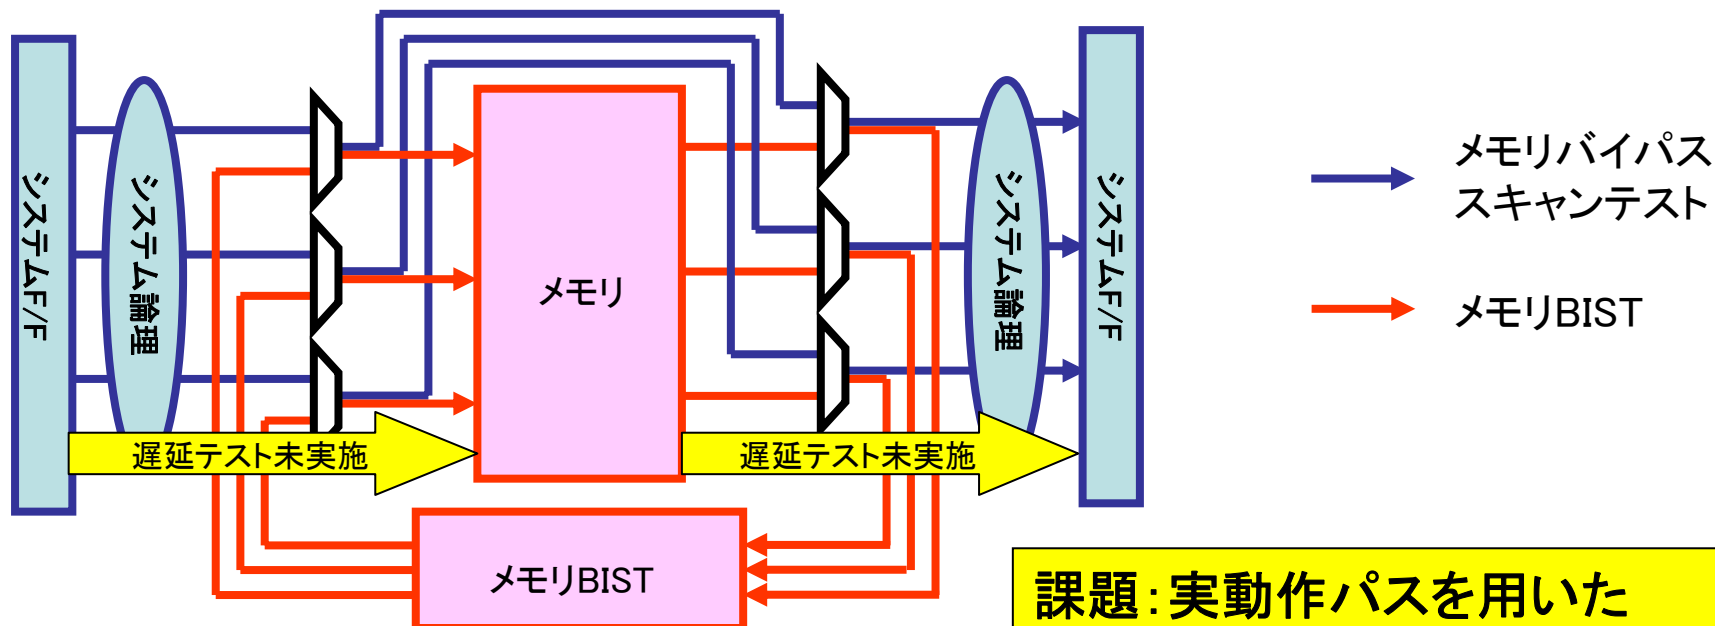 システムF/F
システム論理
メモリ
システム論理
システムF/F
メモリバイパス
スキャンテスト
メモリBIST
遅延テスト未実施
遅延テスト未実施
メモリBIST
課題：実動作パスを用いた